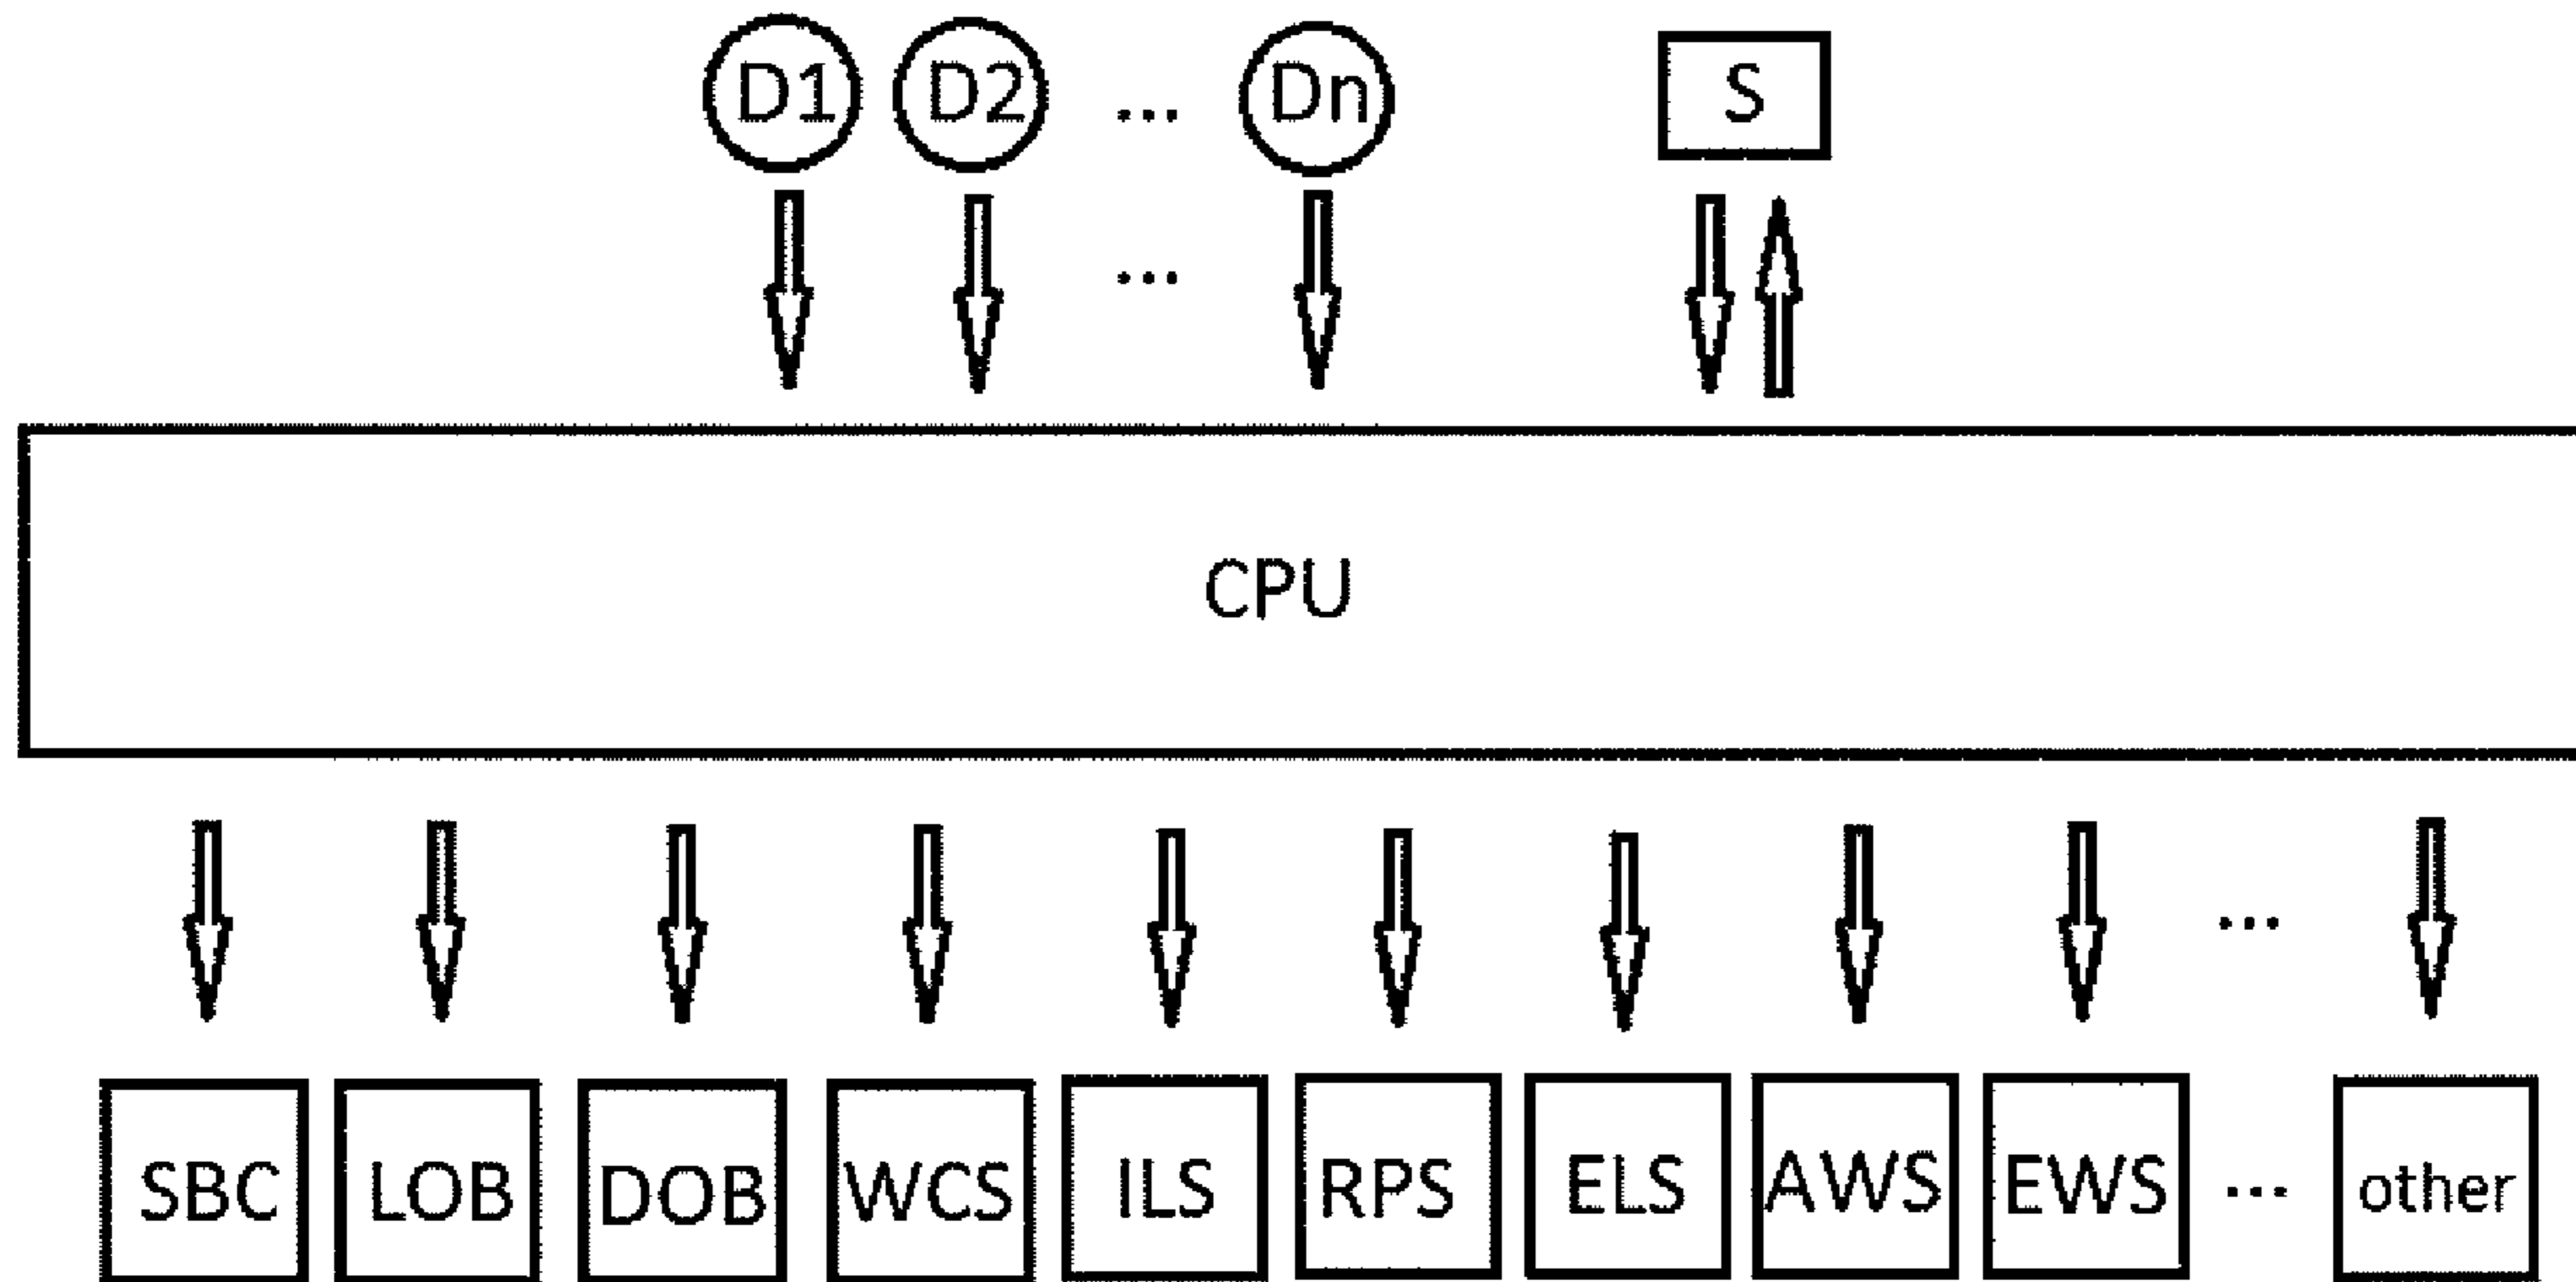 D1 D2 ... Dn S
...
CPU
...
SBC LOB DOB WCS ILS RPS ELS AWS EWS ... other